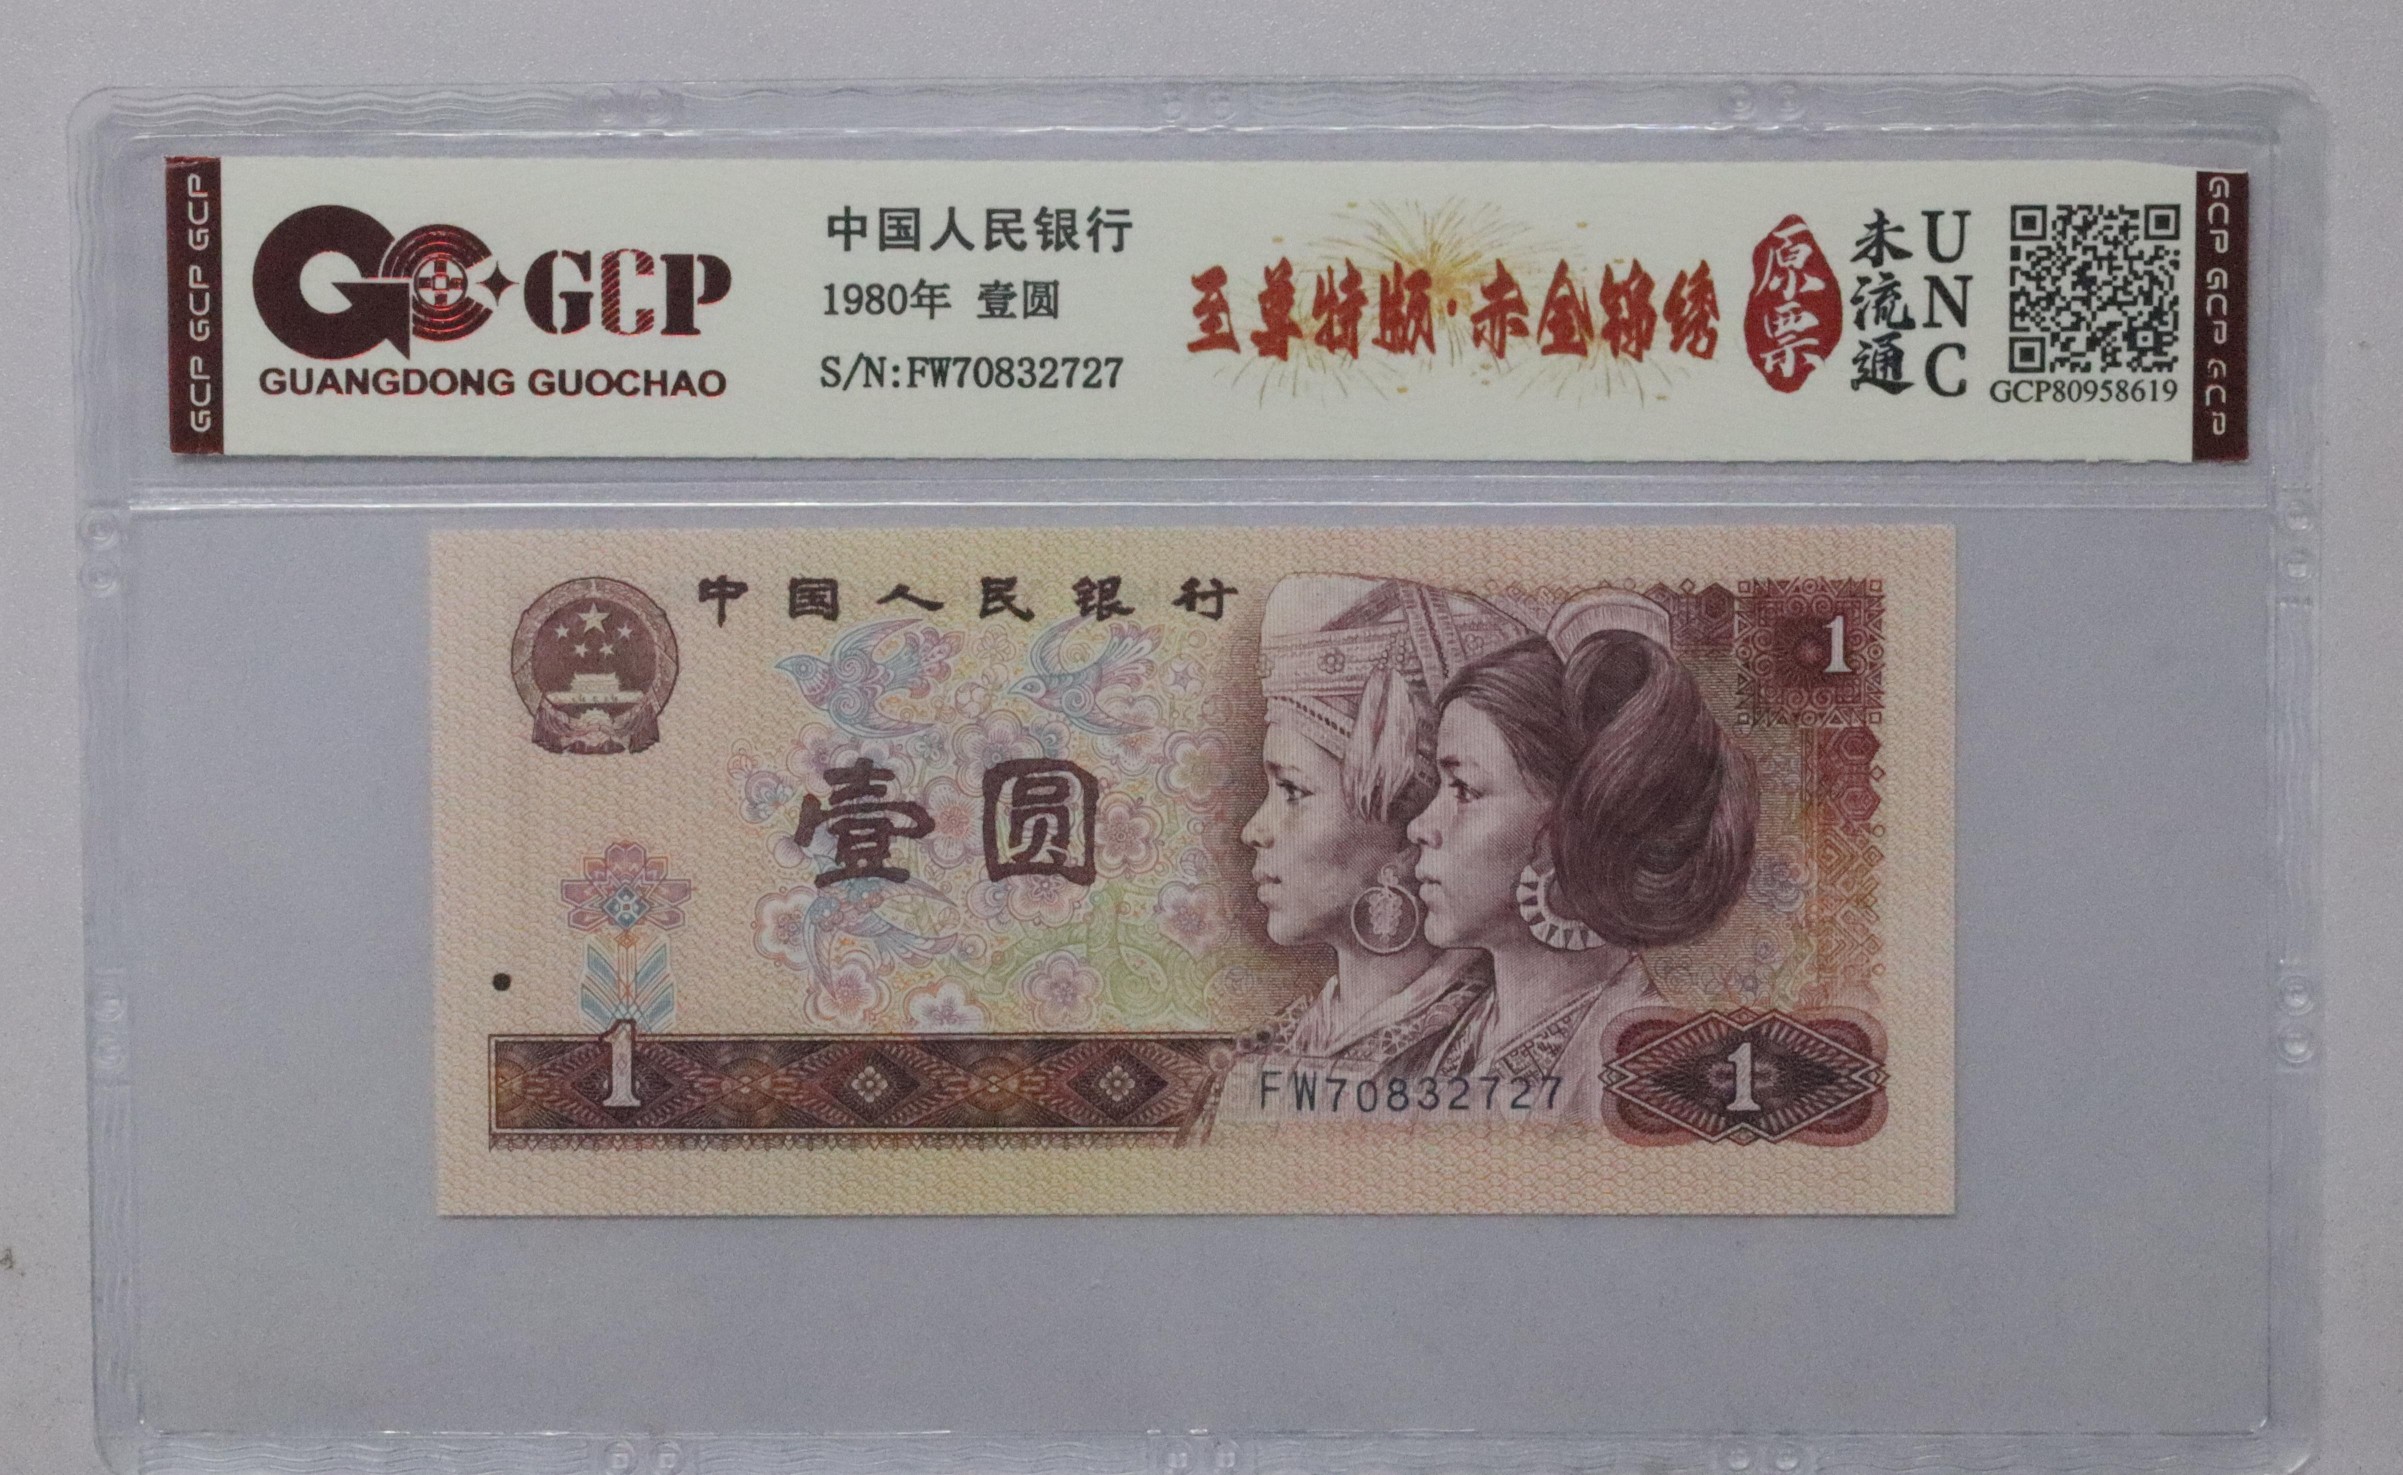 GCP GCP GCP
GCP
GUANGDONG GUOCHAO
中国人民银行
1980年 壹圆
S/N:FW70832727
至尊特版·赤金锦绣
原票
未流通
UNC
GCP80958619
GCP GCP GCP
中国人民银行
1
壹圆
1
FW70832727
1